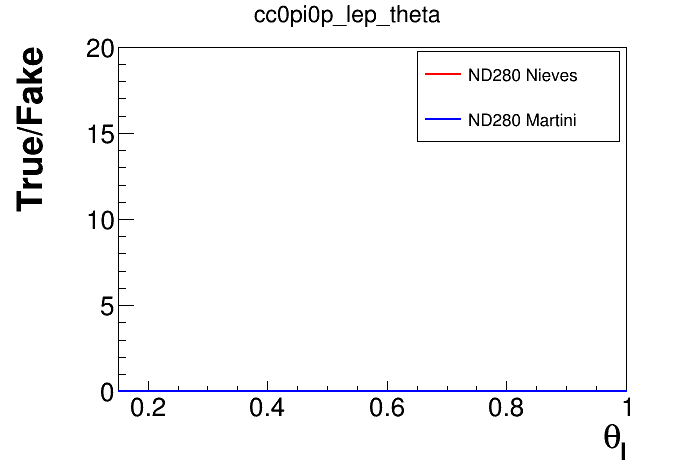 cc0pi0p_lep_theta
True/Fake
20
15
10
5
0
ND280 Nieves
ND280 Martini
0.2 0.4 0.6 0.8 1
θl